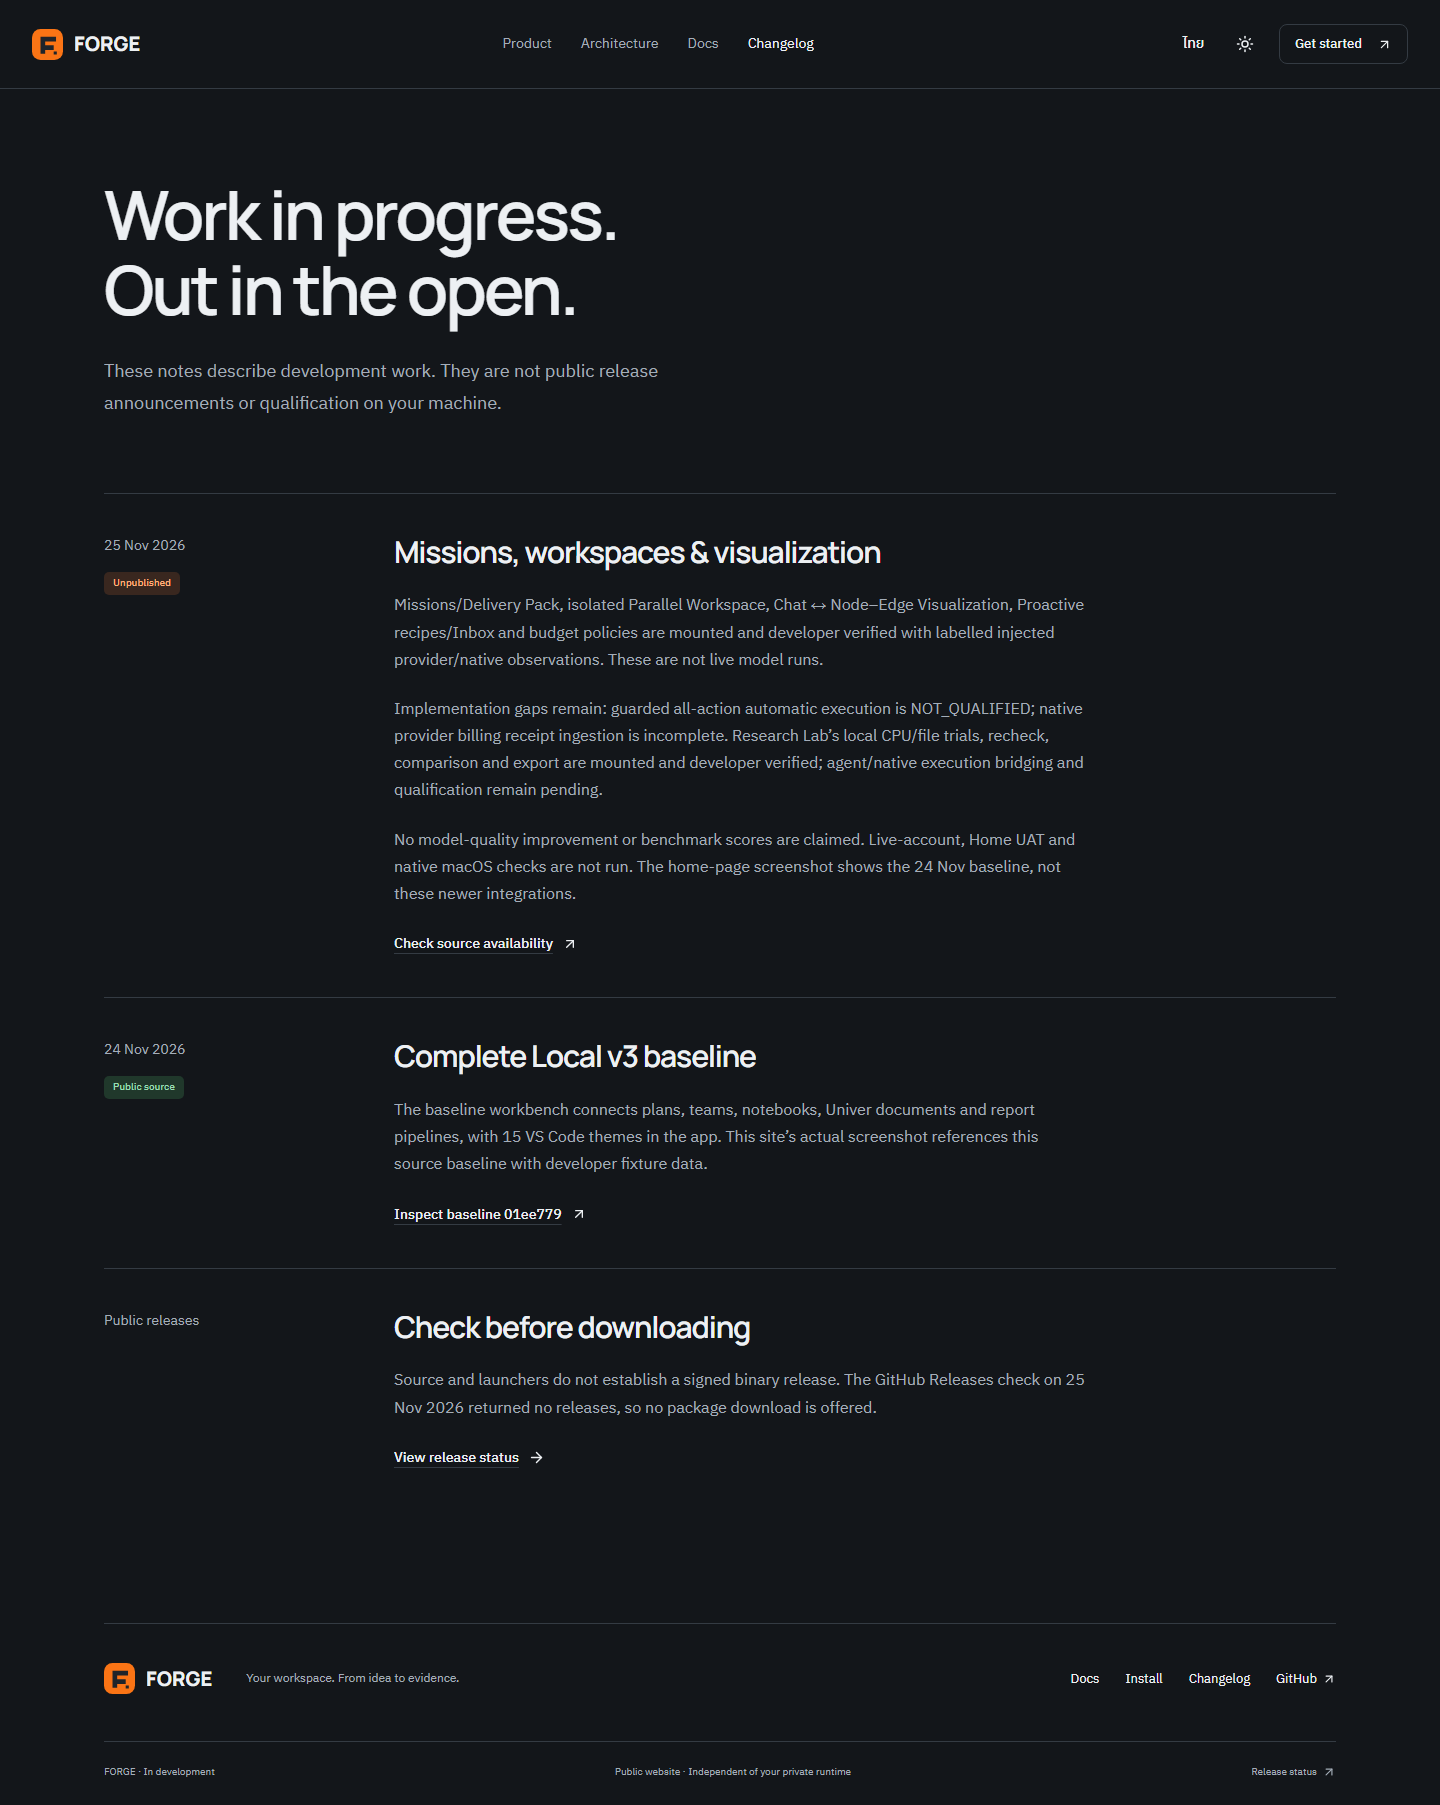 FORGE
Product
Architecture
Docs
Changelog
ไทย
Get started
Work in progress.
Out in the open.
These notes describe development work. They are not public release
announcements or qualification on your machine.
25 Nov 2026
Unpublished
Missions, workspaces & visualization
Missions/Delivery Pack, isolated Parallel Workspace, Chat ↔ Node–Edge Visualization, Proactive
recipes/Inbox and budget policies are mounted and developer verified with labelled injected
provider/native observations. These are not live model runs.
Implementation gaps remain: guarded all-action automatic execution is NOT_QUALIFIED; native
provider billing receipt ingestion is incomplete. Research Lab’s local CPU/file trials, recheck,
comparison and export are mounted and developer verified; agent/native execution bridging and
qualification remain pending.
No model-quality improvement or benchmark scores are claimed. Live-account, Home UAT and
native macOS checks are not run. The home-page screenshot shows the 24 Nov baseline, not
these newer integrations.
Check source availability
24 Nov 2026
Public source
Complete Local v3 baseline
The baseline workbench connects plans, teams, notebooks, Univer documents and report
pipelines, with 15 VS Code themes in the app. This site’s actual screenshot references this
source baseline with developer fixture data.
Inspect baseline 01ee779
Public releases
Check before downloading
Source and launchers do not establish a signed binary release. The GitHub Releases check on 25
Nov 2026 returned no releases, so no package download is offered.
View release status
FORGE
Your workspace. From idea to evidence.
Docs
Install
Changelog
GitHub
FORGE · In development
Public website · Independent of your private runtime
Release status